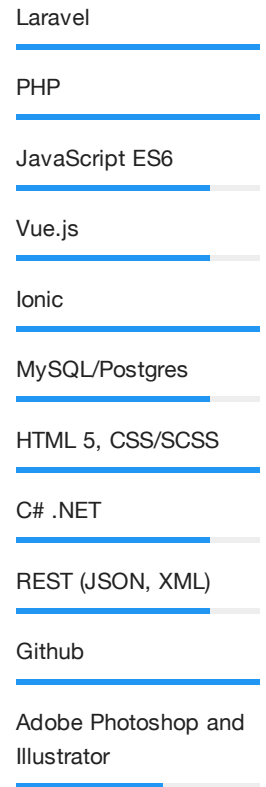 Laravel
PHP
JavaScript ES6
Vue.js
Ionic
MySQL/Postgres
HTML 5, CSS/SCSS
C# .NET
REST (JSON, XML)
Github
Adobe Photoshop and
Illustrator